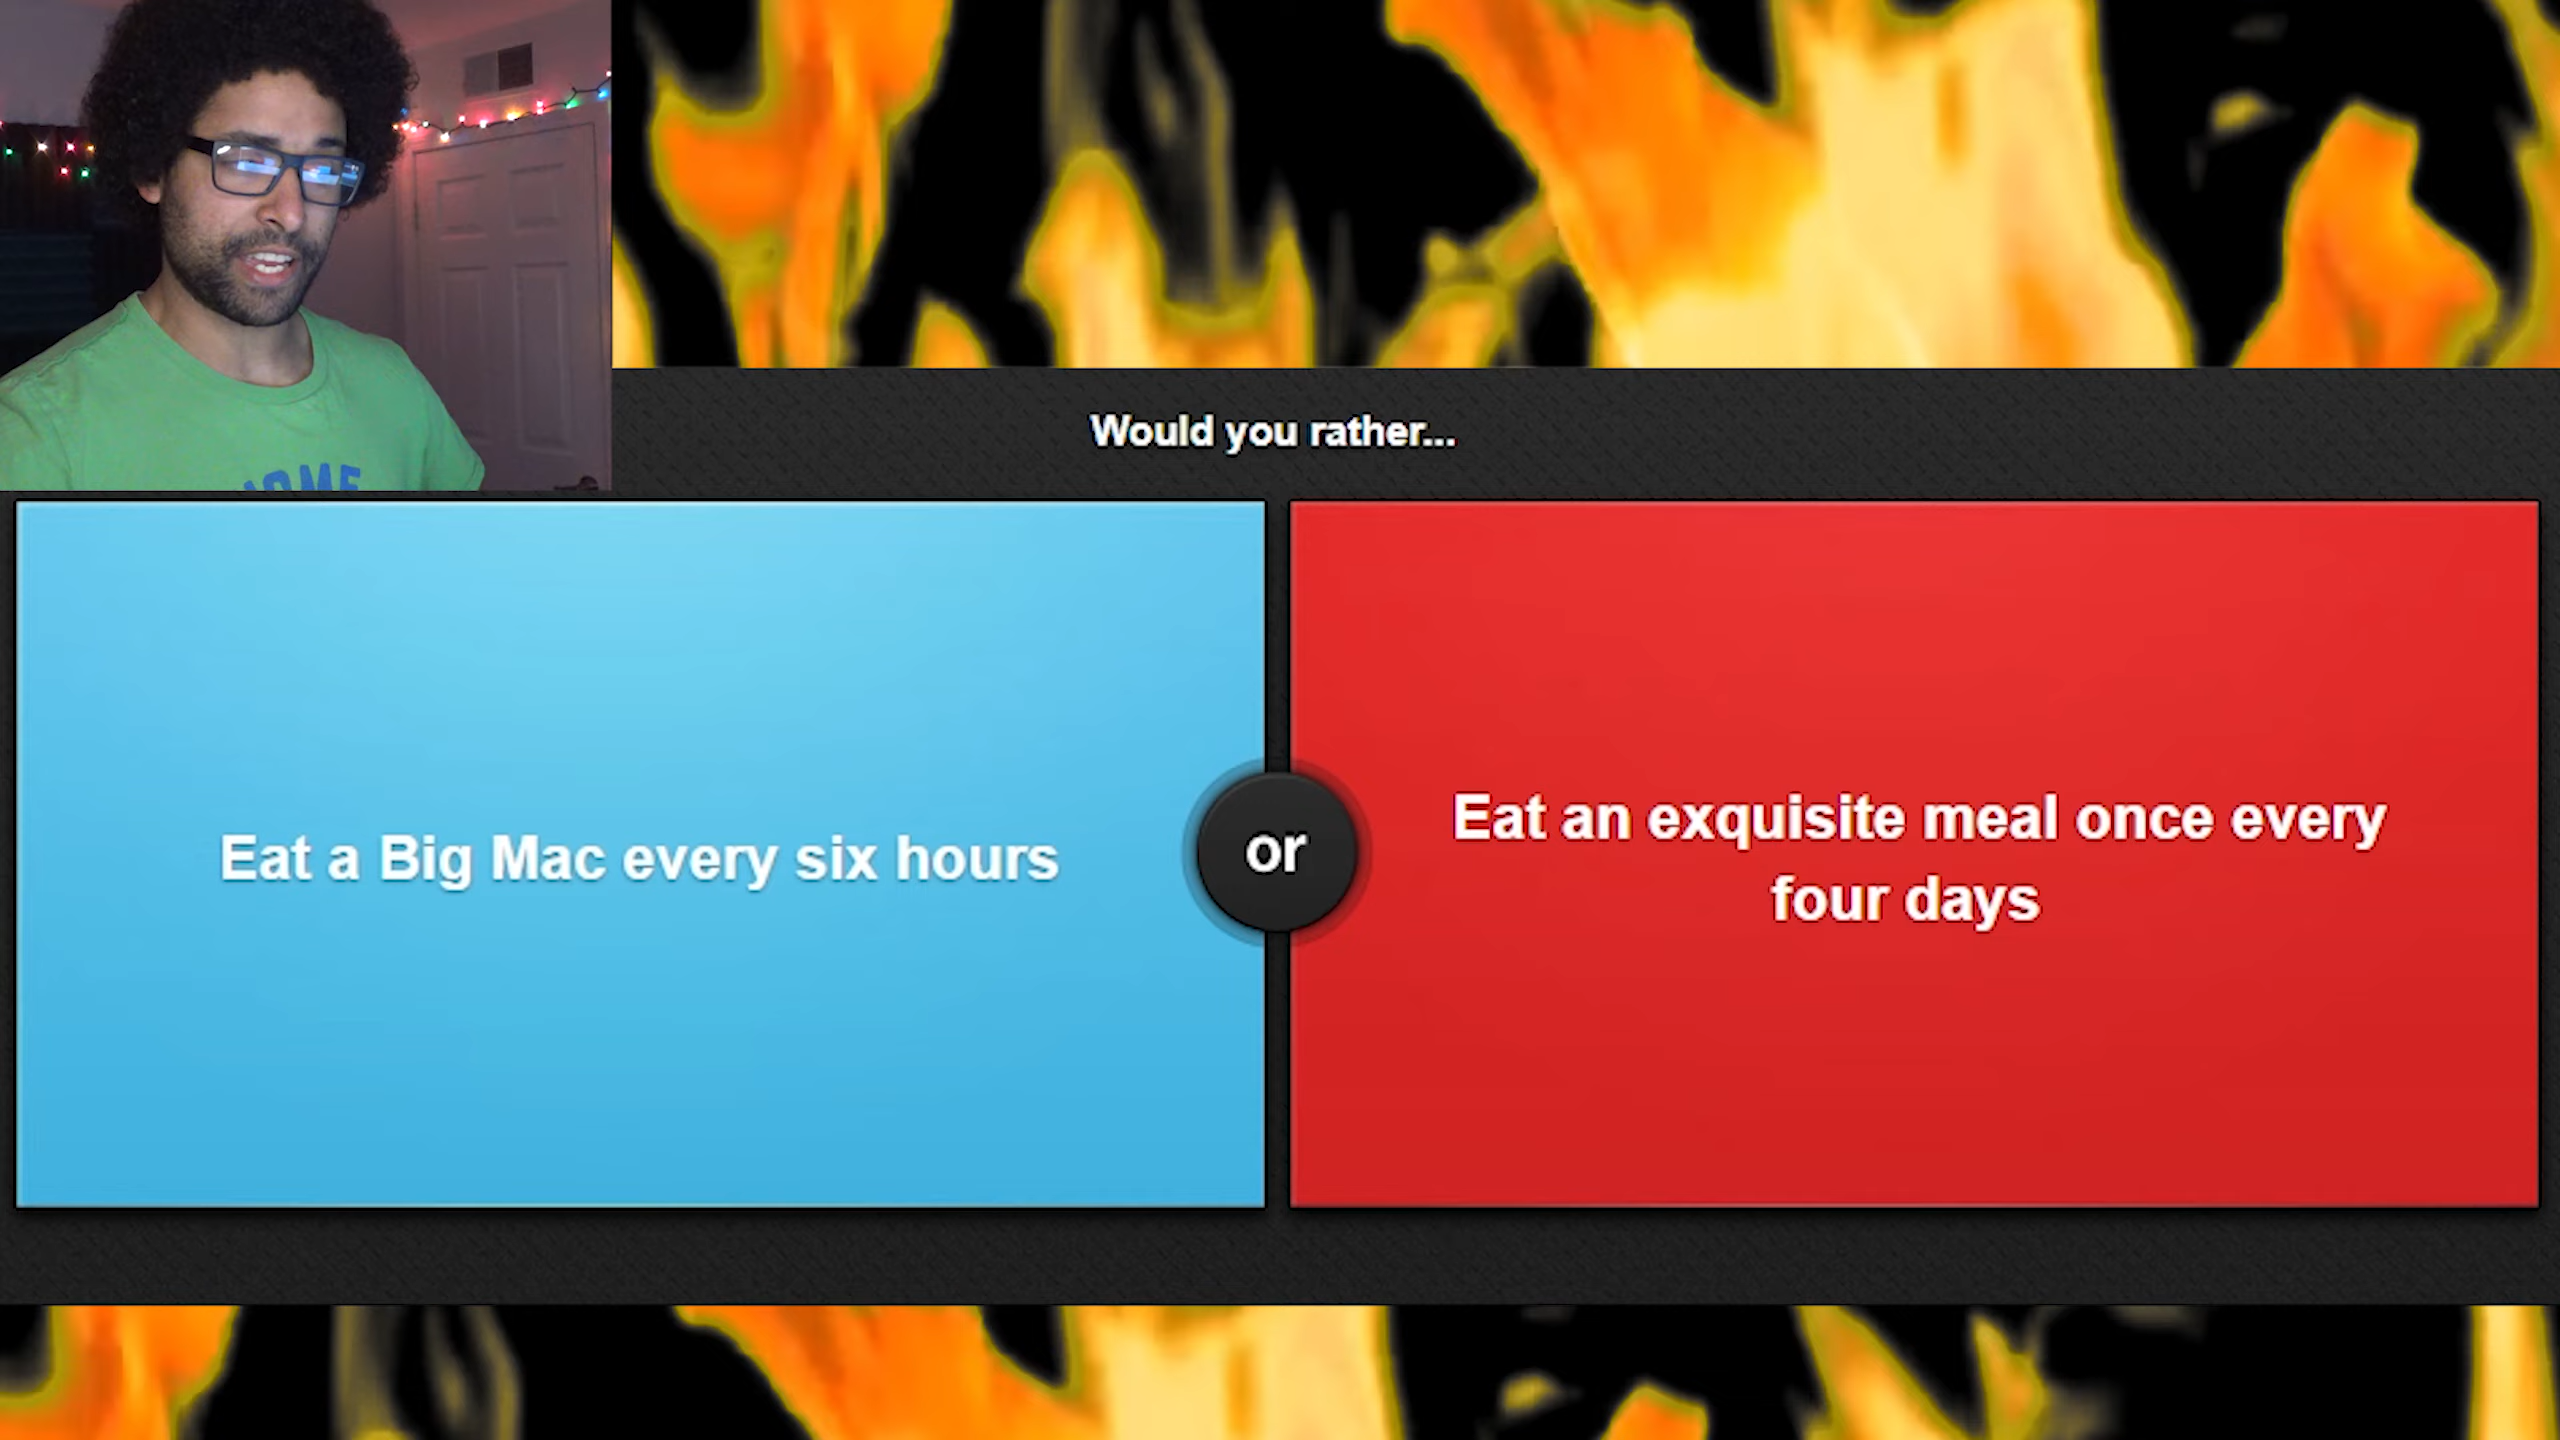 Would you rather...
Eat a Big Mac every six hours
or
Eat an exquisite meal once every
four days